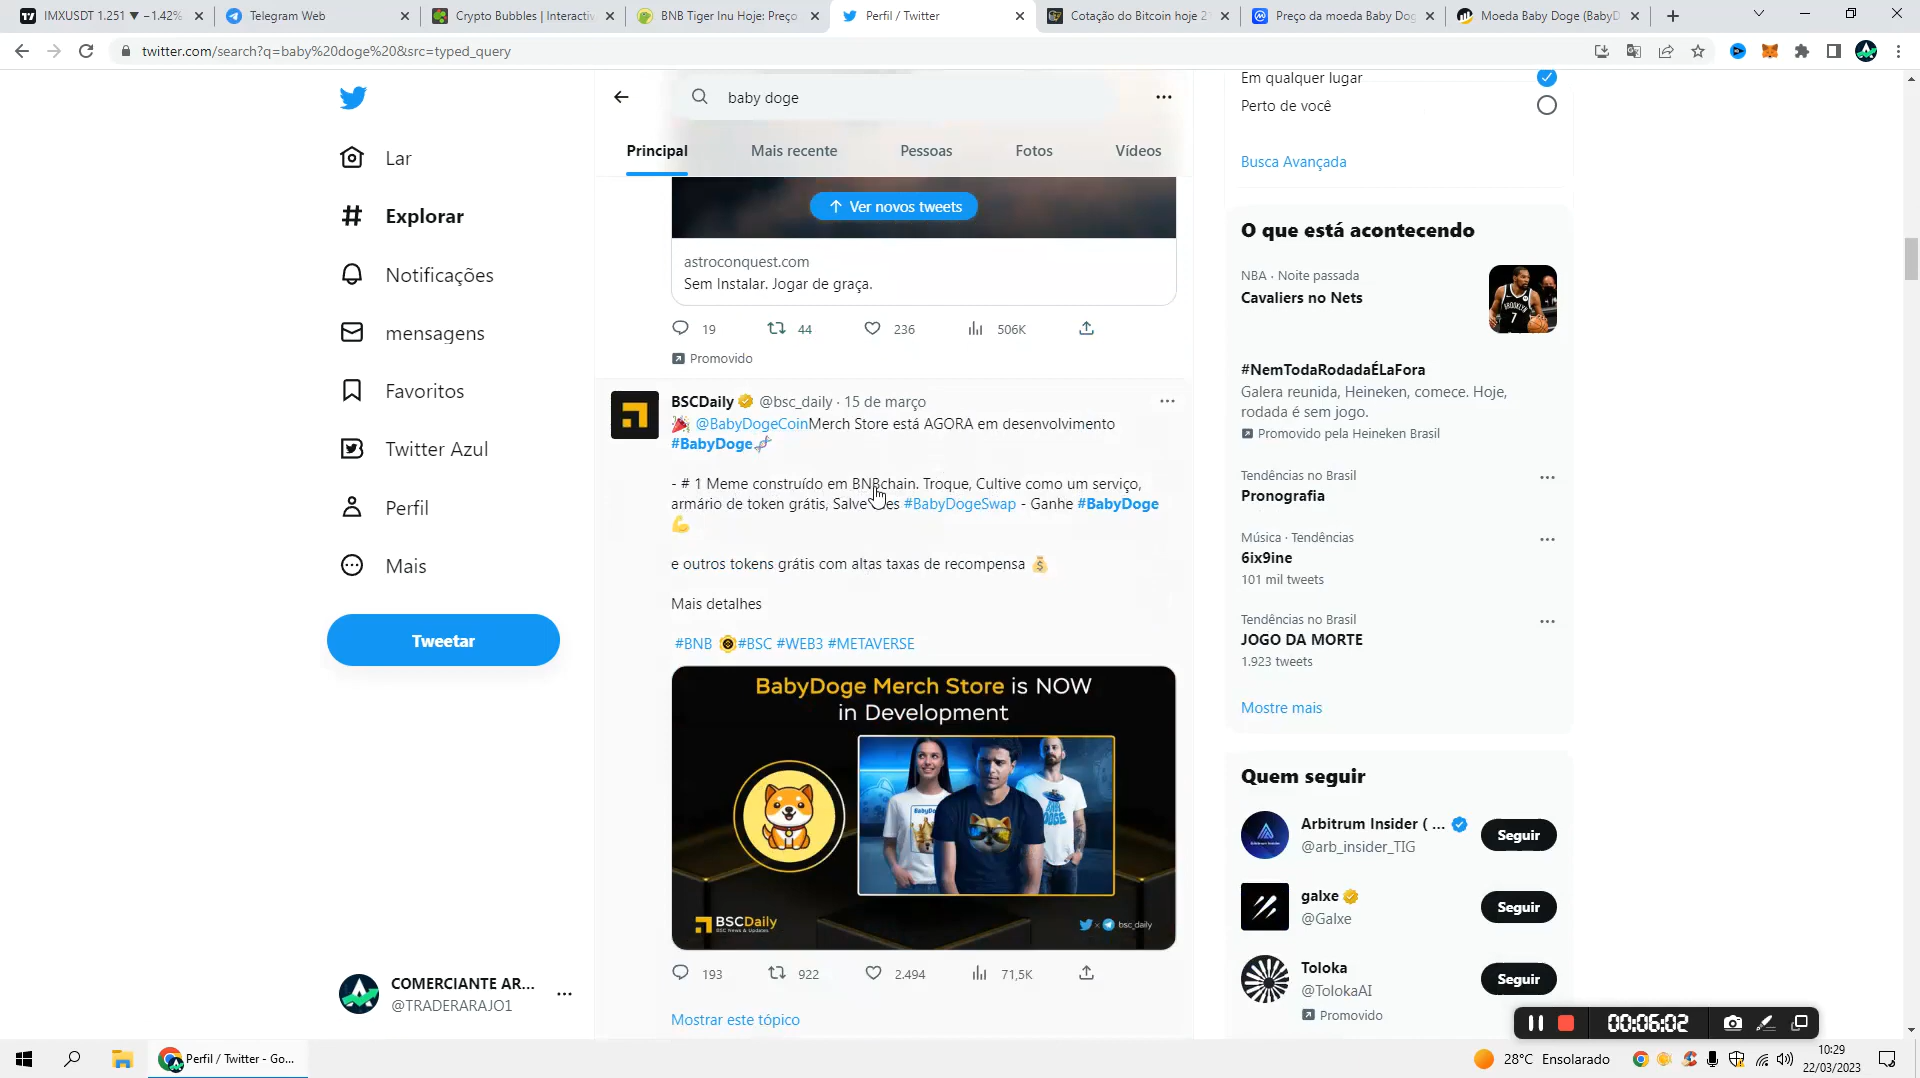 IMXUSDT 1.251 ▼ −1.42%
Telegram Web
Crypto Bubbles | Interactiv
BNB Tiger Inu Hoje: Preço
Perfil / Twitter
Cotação do Bitcoin hoje 2
Preço da moeda Baby Dog
Moeda Baby Doge (BabyD
twitter.com/search?q=baby%20doge%20&src=typed_query
baby doge
Principal
Mais recente
Pessoas
Fotos
Vídeos
Lar
Explorar
Notificações
mensagens
Favoritos
Twitter Azul
Perfil
Mais
Tweetar
COMERCIANTE AR...
@TRADERARAJO1
Ver novos tweets
astroconquest.com
Sem Instalar. Jogar de graça.
19
44
236
506K
Promovido
BSCDaily @bsc_daily · 15 de março
🎉 @BabyDogeCoinMerch Store está AGORA em desenvolvimento
#BabyDoge
- # 1 Meme construído em BNBchain. Troque, Cultive como um serviço,
armário de token grátis, Salve #BabyDogeSwap - Ganhe #BabyDoge
💪
e outros tokens grátis com altas taxas de recompensa 💰
Mais detalhes
#BNB #BSC #WEB3 #METAVERSE
BabyDoge Merch Store is NOW
in Development
BABY
DOGE
BSCDaily
BSC News & Updates
bsc_daily
193
922
2.494
71,5K
Mostrar este tópico
Em qualquer lugar
Perto de você
Busca Avançada
O que está acontecendo
NBA · Noite passada
Cavaliers no Nets
#NemTodaRodadaÉLaFora
Galera reunida, Heineken, comece. Hoje,
rodada é sem jogo.
Promovido pela Heineken Brasil
Tendências no Brasil
Pronografia
Música · Tendências
6ix9ine
101 mil tweets
Tendências no Brasil
JOGO DA MORTE
1.923 tweets
Mostre mais
Quem seguir
Arbitrum Insider ( ...
@arb_insider_TIG
Seguir
galxe
@Galxe
Seguir
Toloka
@TolokaAI
Seguir
Promovido
00:06:02
Perfil / Twitter - Go...
28°C Ensolarado
10:29
22/03/2023